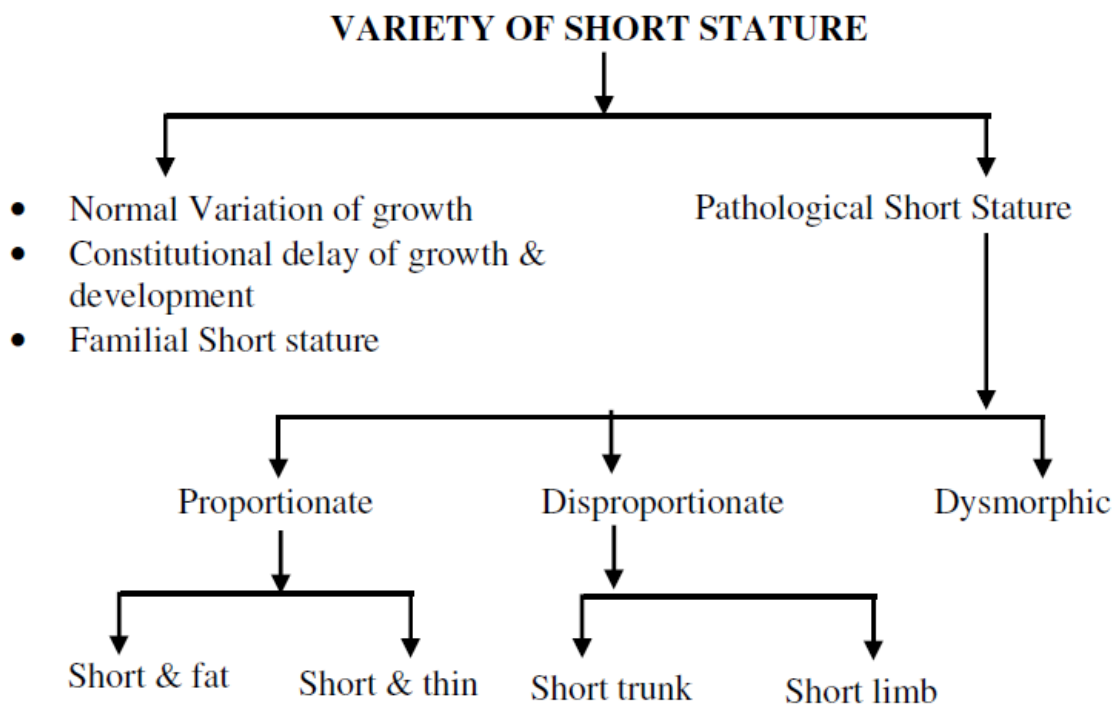 VARIETY OF SHORT STATURE
• Normal Variation of growth
• Constitutional delay of growth &
development
• Familial Short stature
Pathological Short Stature
Proportionate
Disproportionate
Dysmorphic
Short & fat
Short & thin
Short trunk
Short limb